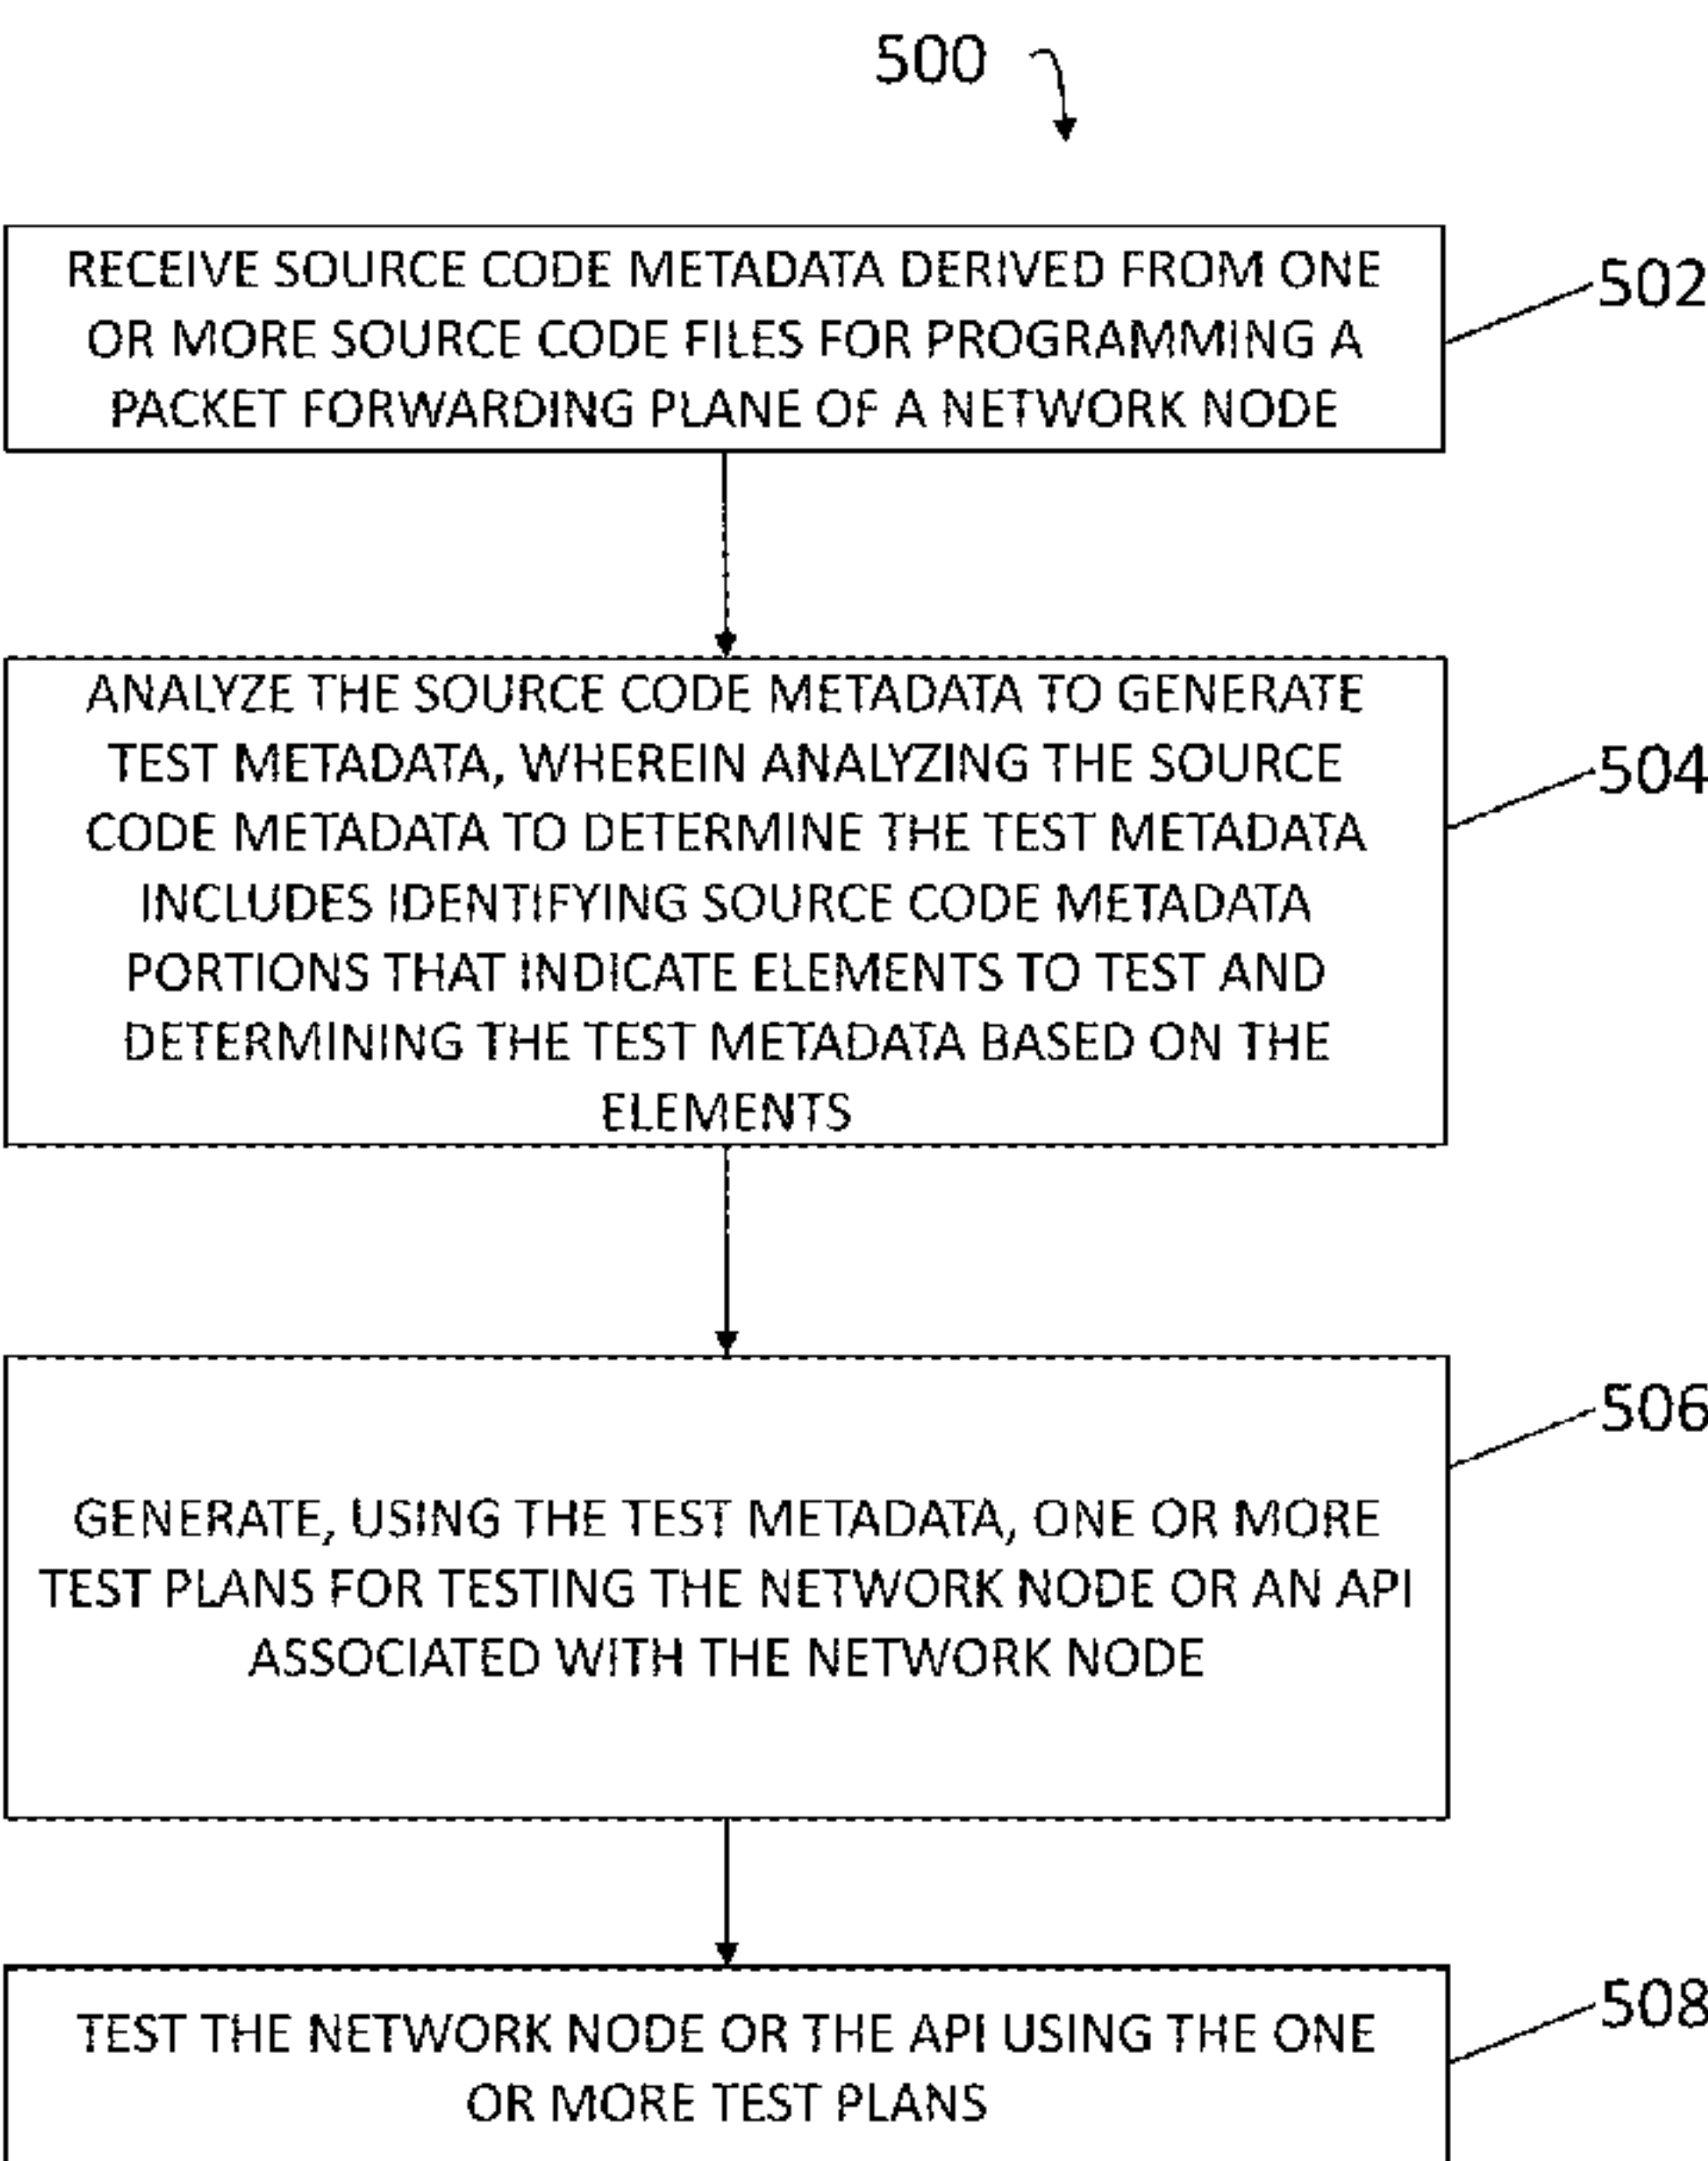 500
RECEIVE SOURCE CODE METADATA DERIVED FROM ONE
OR MORE SOURCE CODE FILES FOR PROGRAMMING A
PACKET FORWARDING PLANE OF A NETWORK NODE
502
ANALYZE THE SOURCE CODE METADATA TO GENERATE
TEST METADATA, WHEREIN ANALYZING THE SOURCE
CODE METADATA TO DETERMINE THE TEST METADATA
INCLUDES IDENTIFYING SOURCE CODE METADATA
PORTIONS THAT INDICATE ELEMENTS TO TEST AND
DETERMINING THE TEST METADATA BASED ON THE
ELEMENTS
504
GENERATE, USING THE TEST METADATA, ONE OR MORE
TEST PLANS FOR TESTING THE NETWORK NODE OR AN API
ASSOCIATED WITH THE NETWORK NODE
506
TEST THE NETWORK NODE OR THE API USING THE ONE
OR MORE TEST PLANS
508